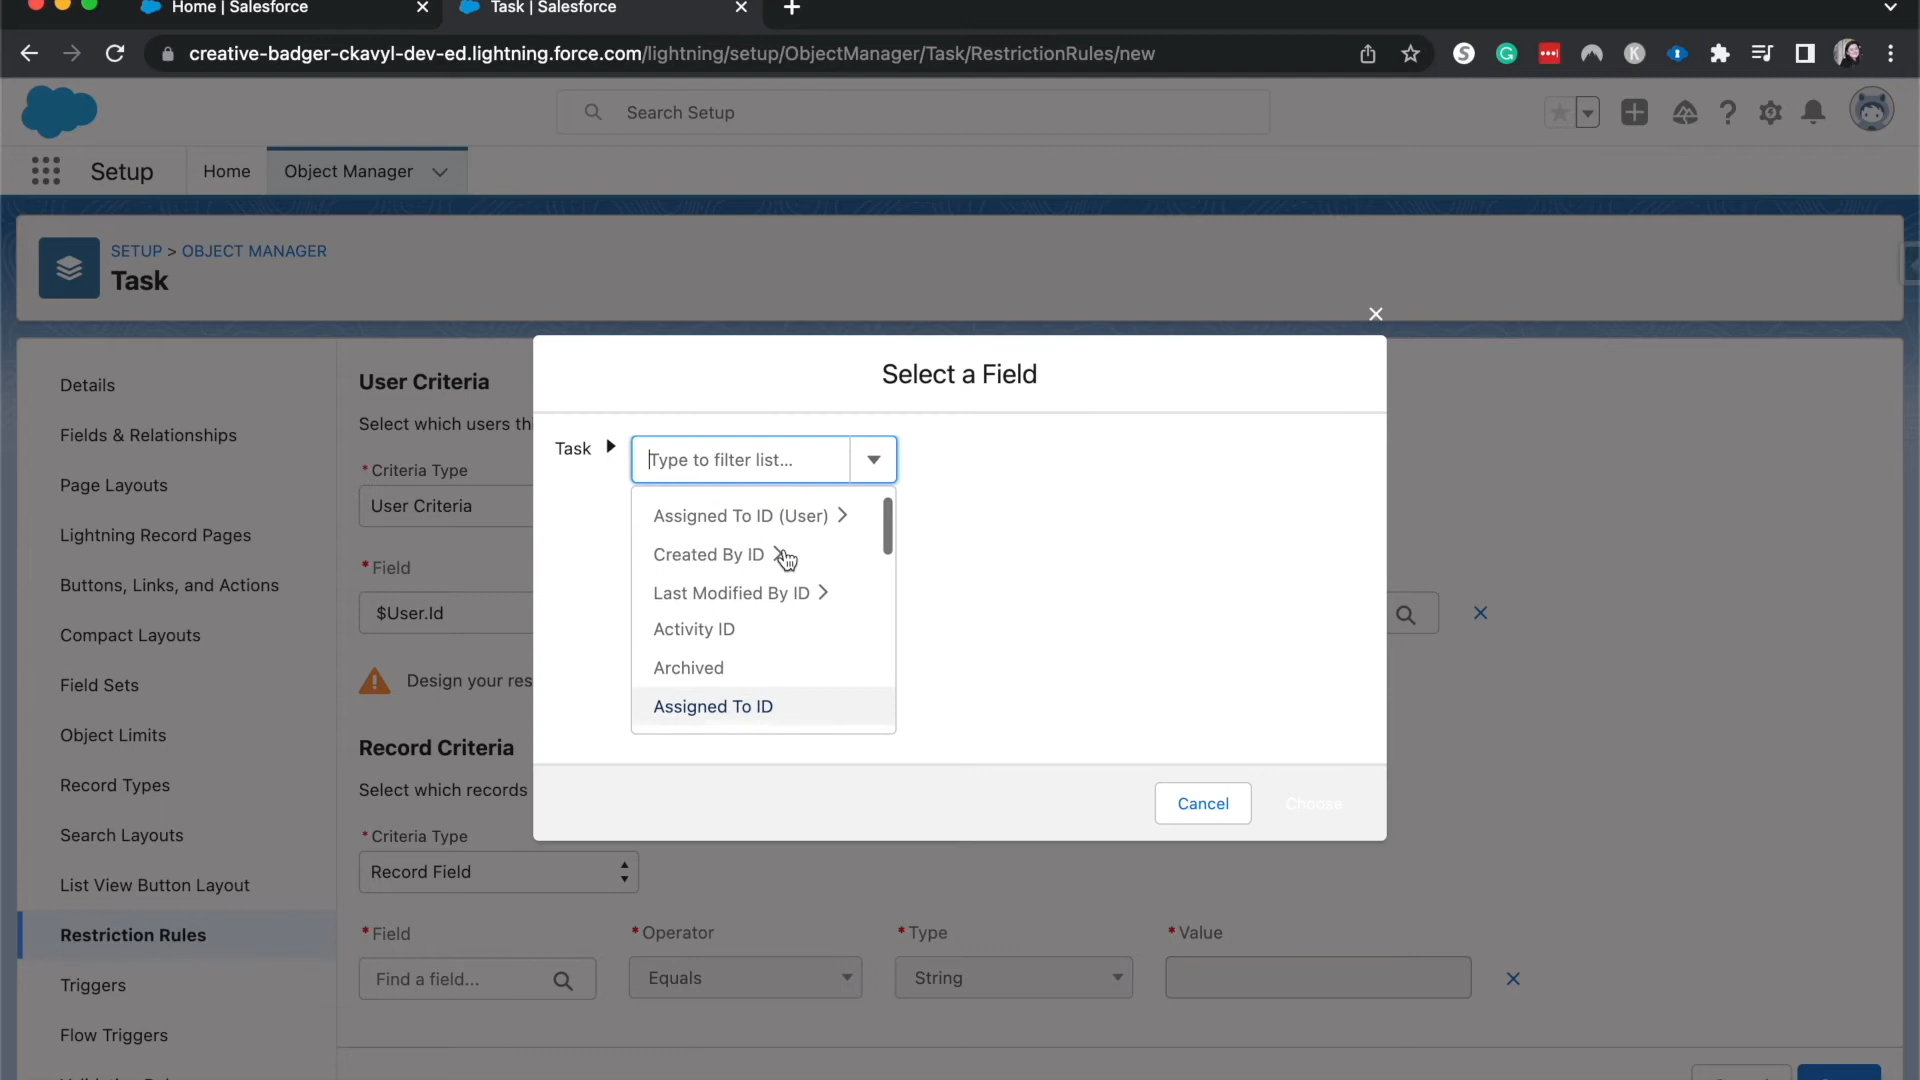 Home | Salesforce
Task | Salesforce
creative-badger-ckavyl-dev-ed.lightning.force.com/lightning/setup/ObjectManager/Task/RestrictionRules/new
Search Setup
Setup
Home
Object Manager
SETUP > OBJECT MANAGER
Task
Details
Fields & Relationships
Page Layouts
Lightning Record Pages
Buttons, Links, and Actions
Compact Layouts
Field Sets
Object Limits
Record Types
Search Layouts
List View Button Layout
Restriction Rules
Triggers
Flow Triggers
User Criteria
Select which users thi
* Criteria Type
User Criteria
* Field
$User.Id
Design your res
Record Criteria
Select which records
* Criteria Type
Record Field
* Field
* Operator
* Type
* Value
Find a field...
Equals
String
Select a Field
Task
Type to filter list...
Assigned To ID (User)
Created By ID
Last Modified By ID
Activity ID
Archived
Assigned To ID
Cancel
Choose